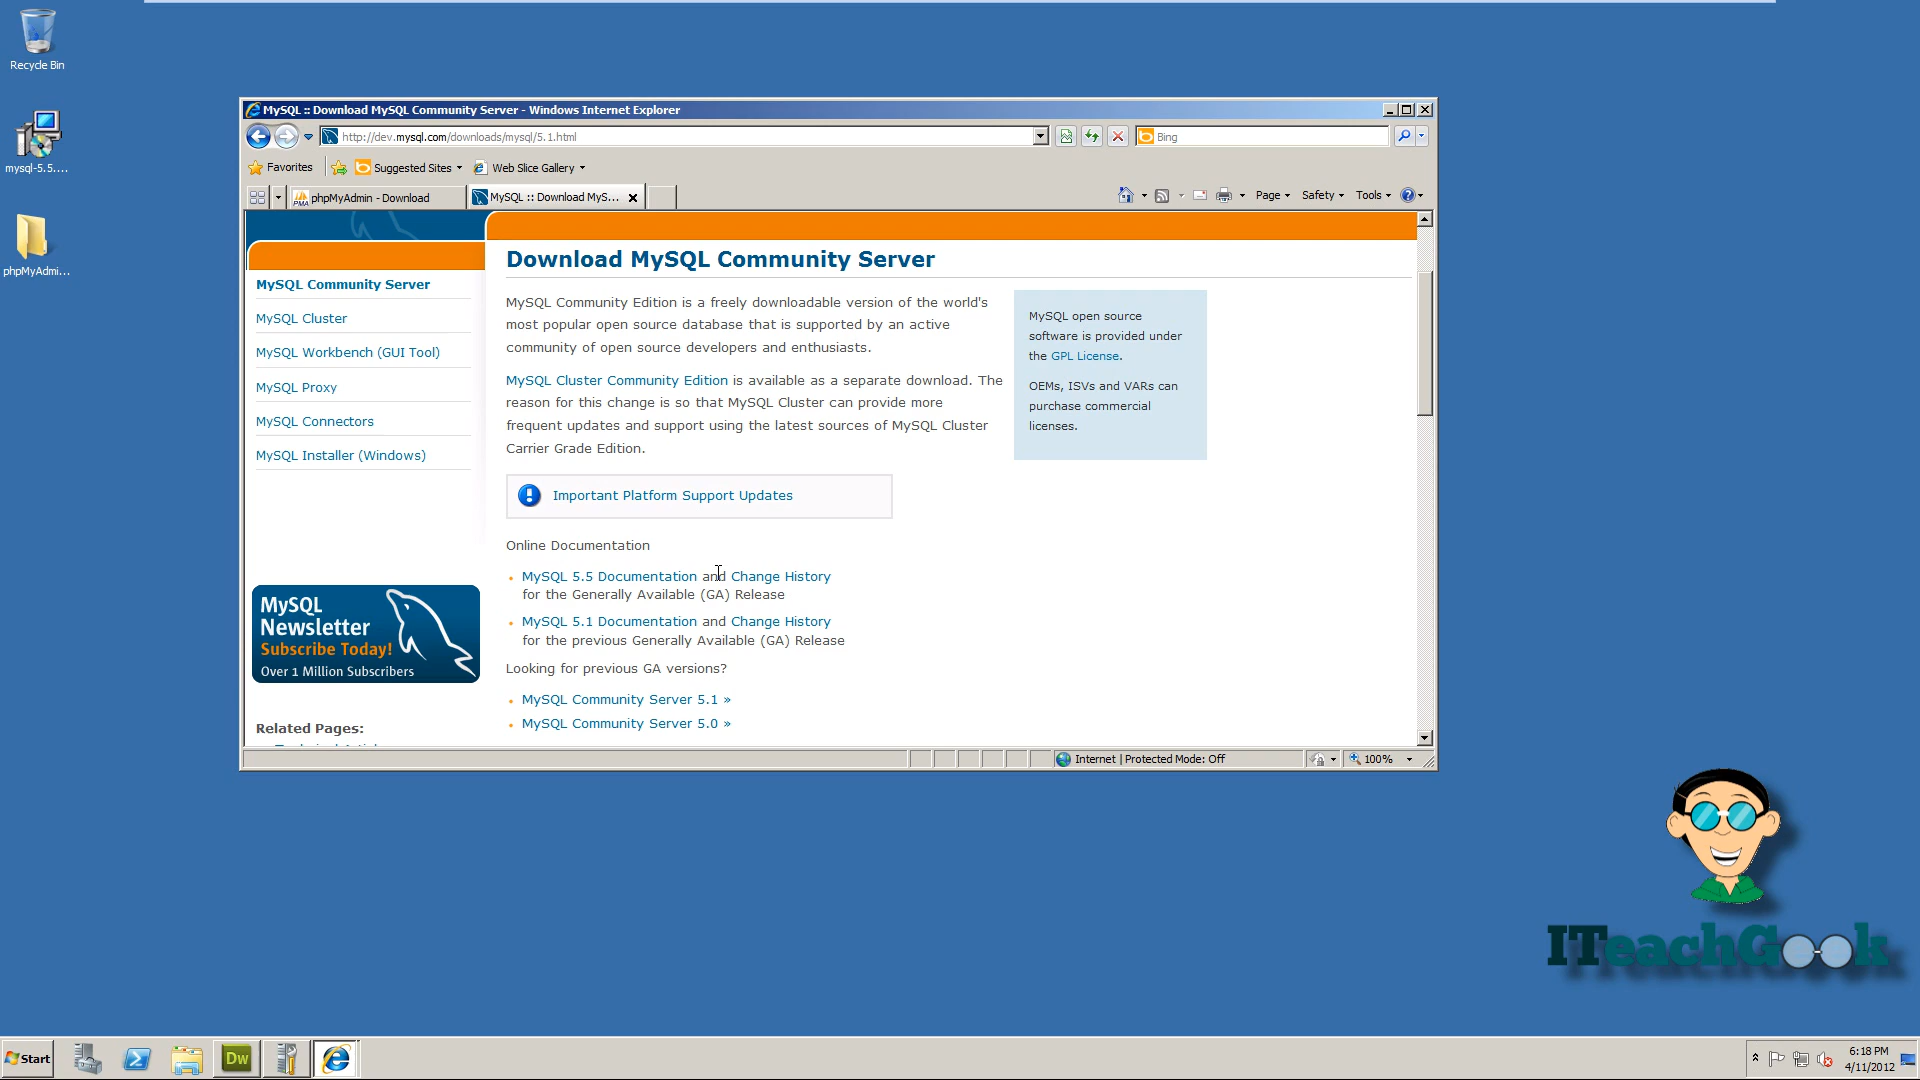 Recycle Bin
mysql-5.5....
phpMyAdmi...
MySQL :: Download MySQL Community Server - Windows Internet Explorer
http://dev.mysql.com/downloads/mysql/5.1.html
Bing
Favorites
Suggested Sites
Web Slice Gallery
phpMyAdmin - Download
MySQL :: Download MyS...
Page
Safety
Tools
Download MySQL Community Server
MySQL Community Server
MySQL Cluster
MySQL Workbench (GUI Tool)
MySQL Proxy
MySQL Connectors
MySQL Installer (Windows)
MySQL Community Edition is a freely downloadable version of the world's
most popular open source database that is supported by an active
community of open source developers and enthusiasts.
MySQL Cluster Community Edition is available as a separate download. The
reason for this change is so that MySQL Cluster can provide more
frequent updates and support using the latest sources of MySQL Cluster
Carrier Grade Edition.
MySQL open source
software is provided under
the GPL License.
OEMs, ISVs and VARs can
purchase commercial
licenses.
Important Platform Support Updates
Online Documentation
MySQL 5.5 Documentation and Change History
for the Generally Available (GA) Release
MySQL 5.1 Documentation and Change History
for the previous Generally Available (GA) Release
Looking for previous GA versions?
MySQL Community Server 5.1 »
MySQL Community Server 5.0 »
MySQL
Newsletter
Subscribe Today!
Over 1 Million Subscribers
Related Pages:
Internet | Protected Mode: Off
100%
ITeachGook
Start
Dw
6:18 PM
4/11/2012